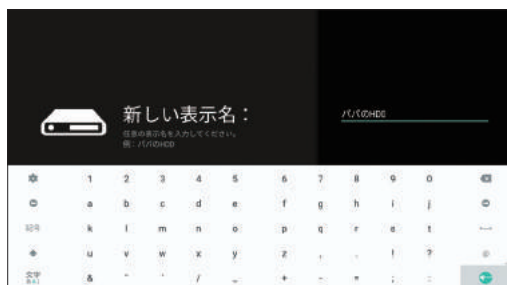 新しい表示名：
任意の表示名を入力してください。
例：パパのHDD
パパのHDD
1 2 3 4 5 6 7 8 9 0
a b c d e f g h i j
記号 k l m n o p q r s t
u v w x y z , . ! ?
文字 & / _ + - ;